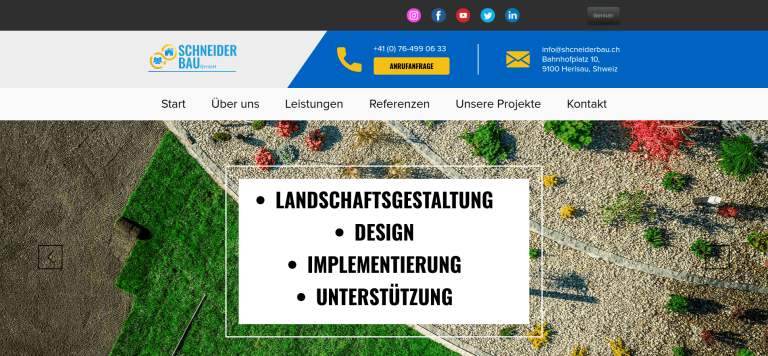 German
SCHNEIDER
BAU GmbH
+41 (0) 76-499 06 33
ANRUFANFRAGE
info@shcneiderbau.ch
Bahnhofplatz 10,
9100 Herisau, Shweiz
Start Über uns Leistungen Referenzen Unsere Projekte Kontakt
• LANDSCHAFTSGESTALTUNG
• DESIGN
• IMPLEMENTIERUNG
• UNTERSTÜTZUNG